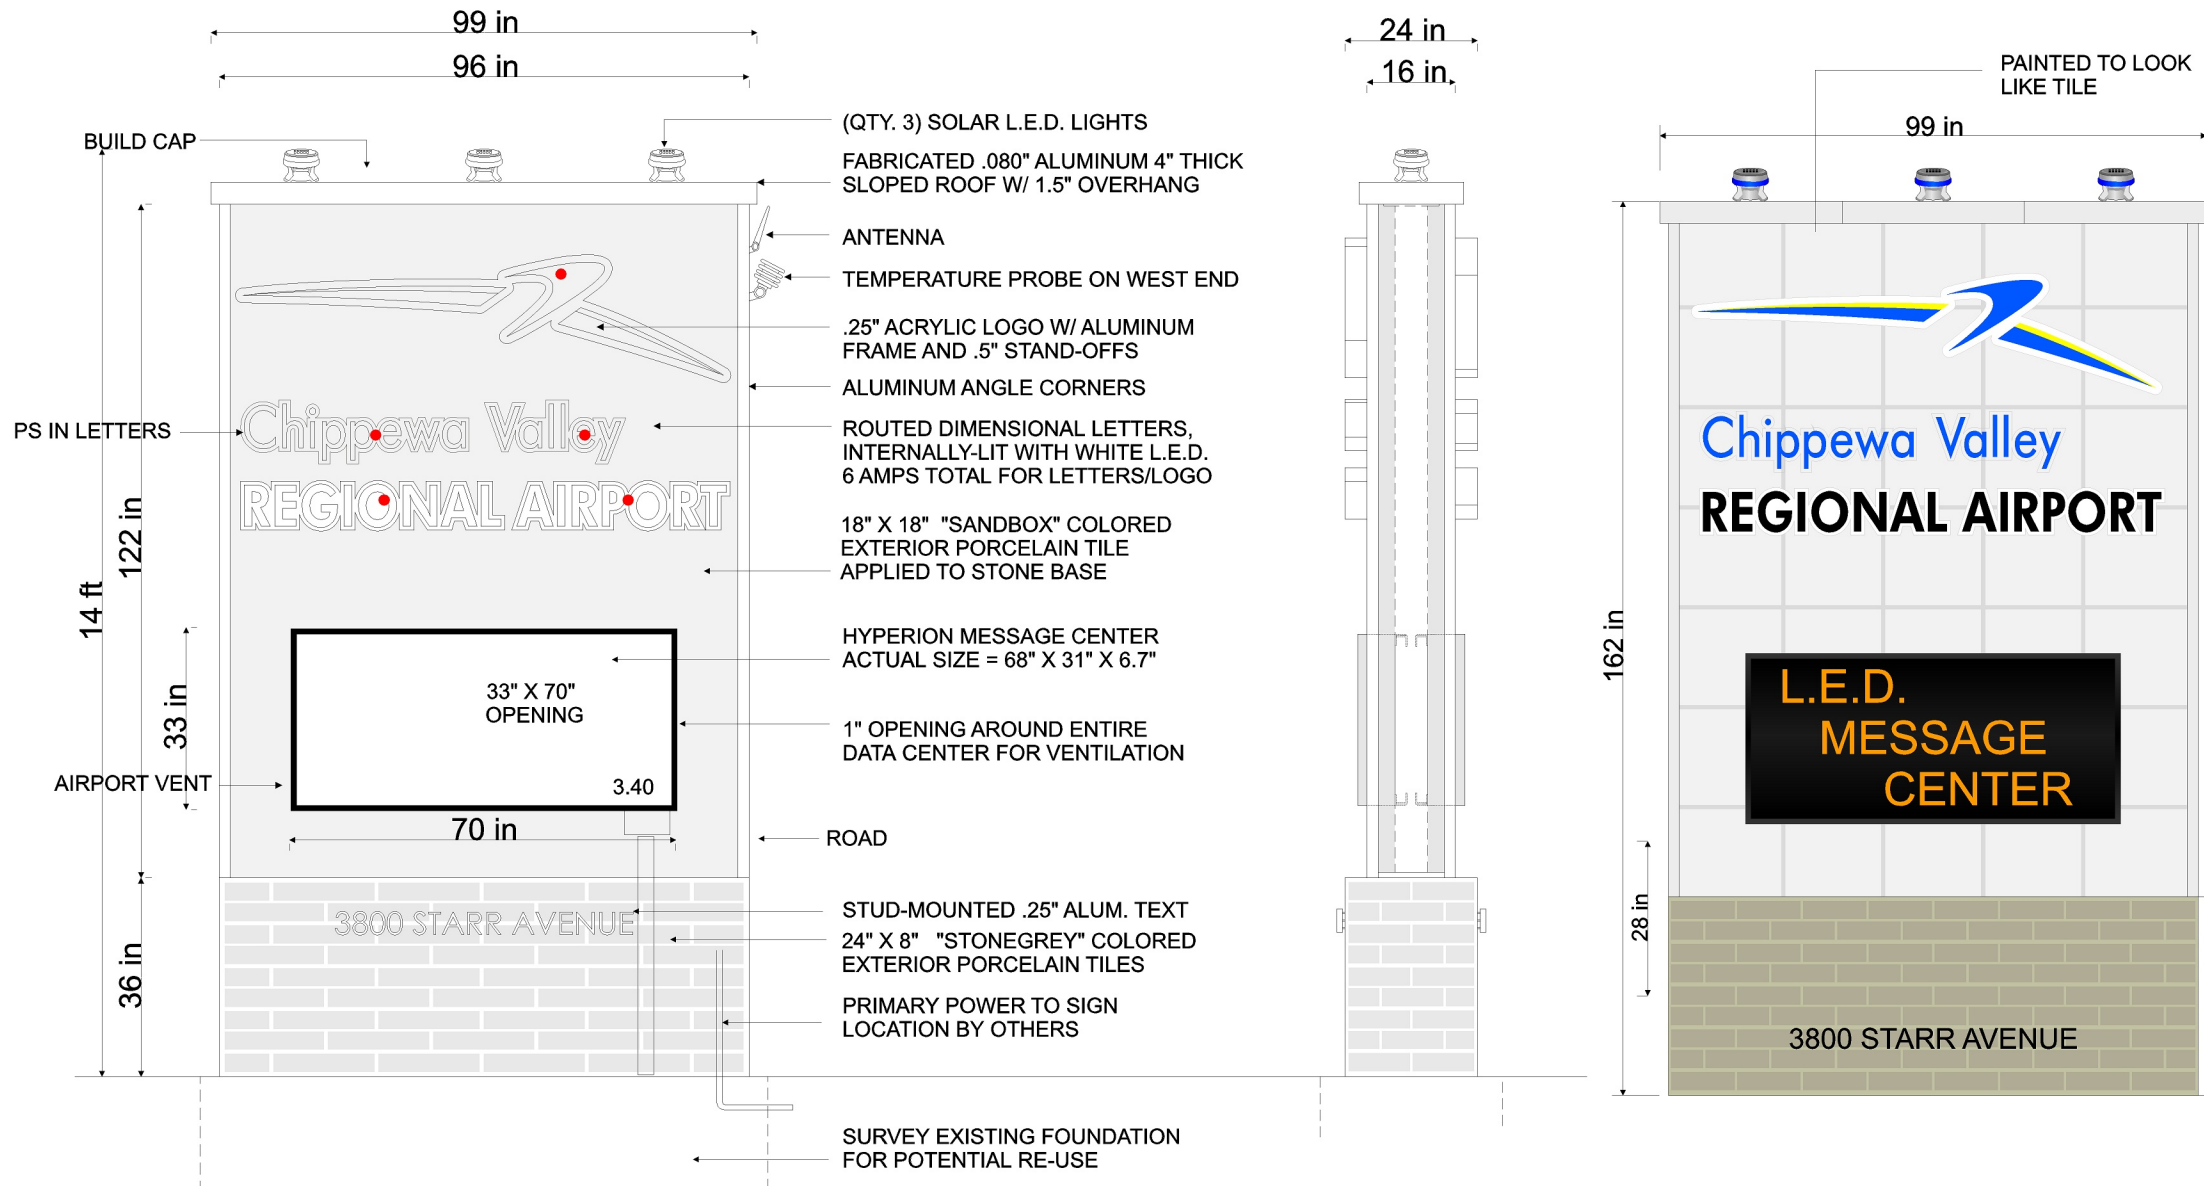 99 in
96 in
BUILD CAP
14 ft
122 in
PS IN LETTERS
33 in
AIRPORT VENT
36 in
Chippewa Valley
REGIONAL AIRPORT
33" X 70"
OPENING
3.40
70 in
3800 STARR AVENUE
(QTY. 3) SOLAR L.E.D. LIGHTS
FABRICATED .080" ALUMINUM 4" THICK
SLOPED ROOF W/ 1.5" OVERHANG
ANTENNA
TEMPERATURE PROBE ON WEST END
.25" ACRYLIC LOGO W/ ALUMINUM
FRAME AND .5" STAND-OFFS
ALUMINUM ANGLE CORNERS
ROUTED DIMENSIONAL LETTERS,
INTERNALLY-LIT WITH WHITE L.E.D.
6 AMPS TOTAL FOR LETTERS/LOGO
18" X 18" "SANDBOX" COLORED
EXTERIOR PORCELAIN TILE
APPLIED TO STONE BASE
HYPERION MESSAGE CENTER
ACTUAL SIZE = 68" X 31" X 6.7"
1" OPENING AROUND ENTIRE
DATA CENTER FOR VENTILATION
ROAD
STUD-MOUNTED .25" ALUM. TEXT
24" X 8" "STONEGREY" COLORED
EXTERIOR PORCELAIN TILES
PRIMARY POWER TO SIGN
LOCATION BY OTHERS
SURVEY EXISTING FOUNDATION
FOR POTENTIAL RE-USE
24 in
16 in
PAINTED TO LOOK
LIKE TILE
99 in
162 in
28 in
Chippewa Valley
REGIONAL AIRPORT
L.E.D.
MESSAGE
CENTER
3800 STARR AVENUE